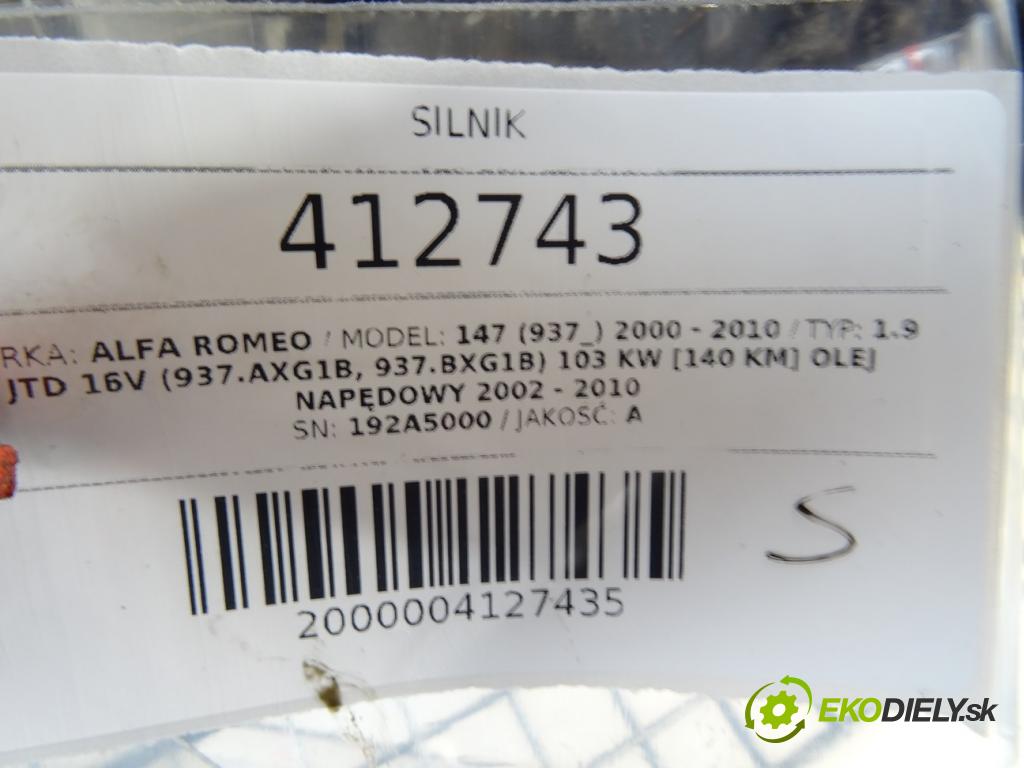 SILNIK
412743
RKA: ALFA ROMEO / MODEL: 147 (937_) 2000 - 2010 / TYP: 1.9
JTD 16V (937.AXG1B, 937.BXG1B) 103 KW [140 KM] OLEJ
NAPĘDOWY 2002 - 2010
SN: 192A5000 / JAKOŚĆ: A
S
2000004127435
EKODIELY.sk